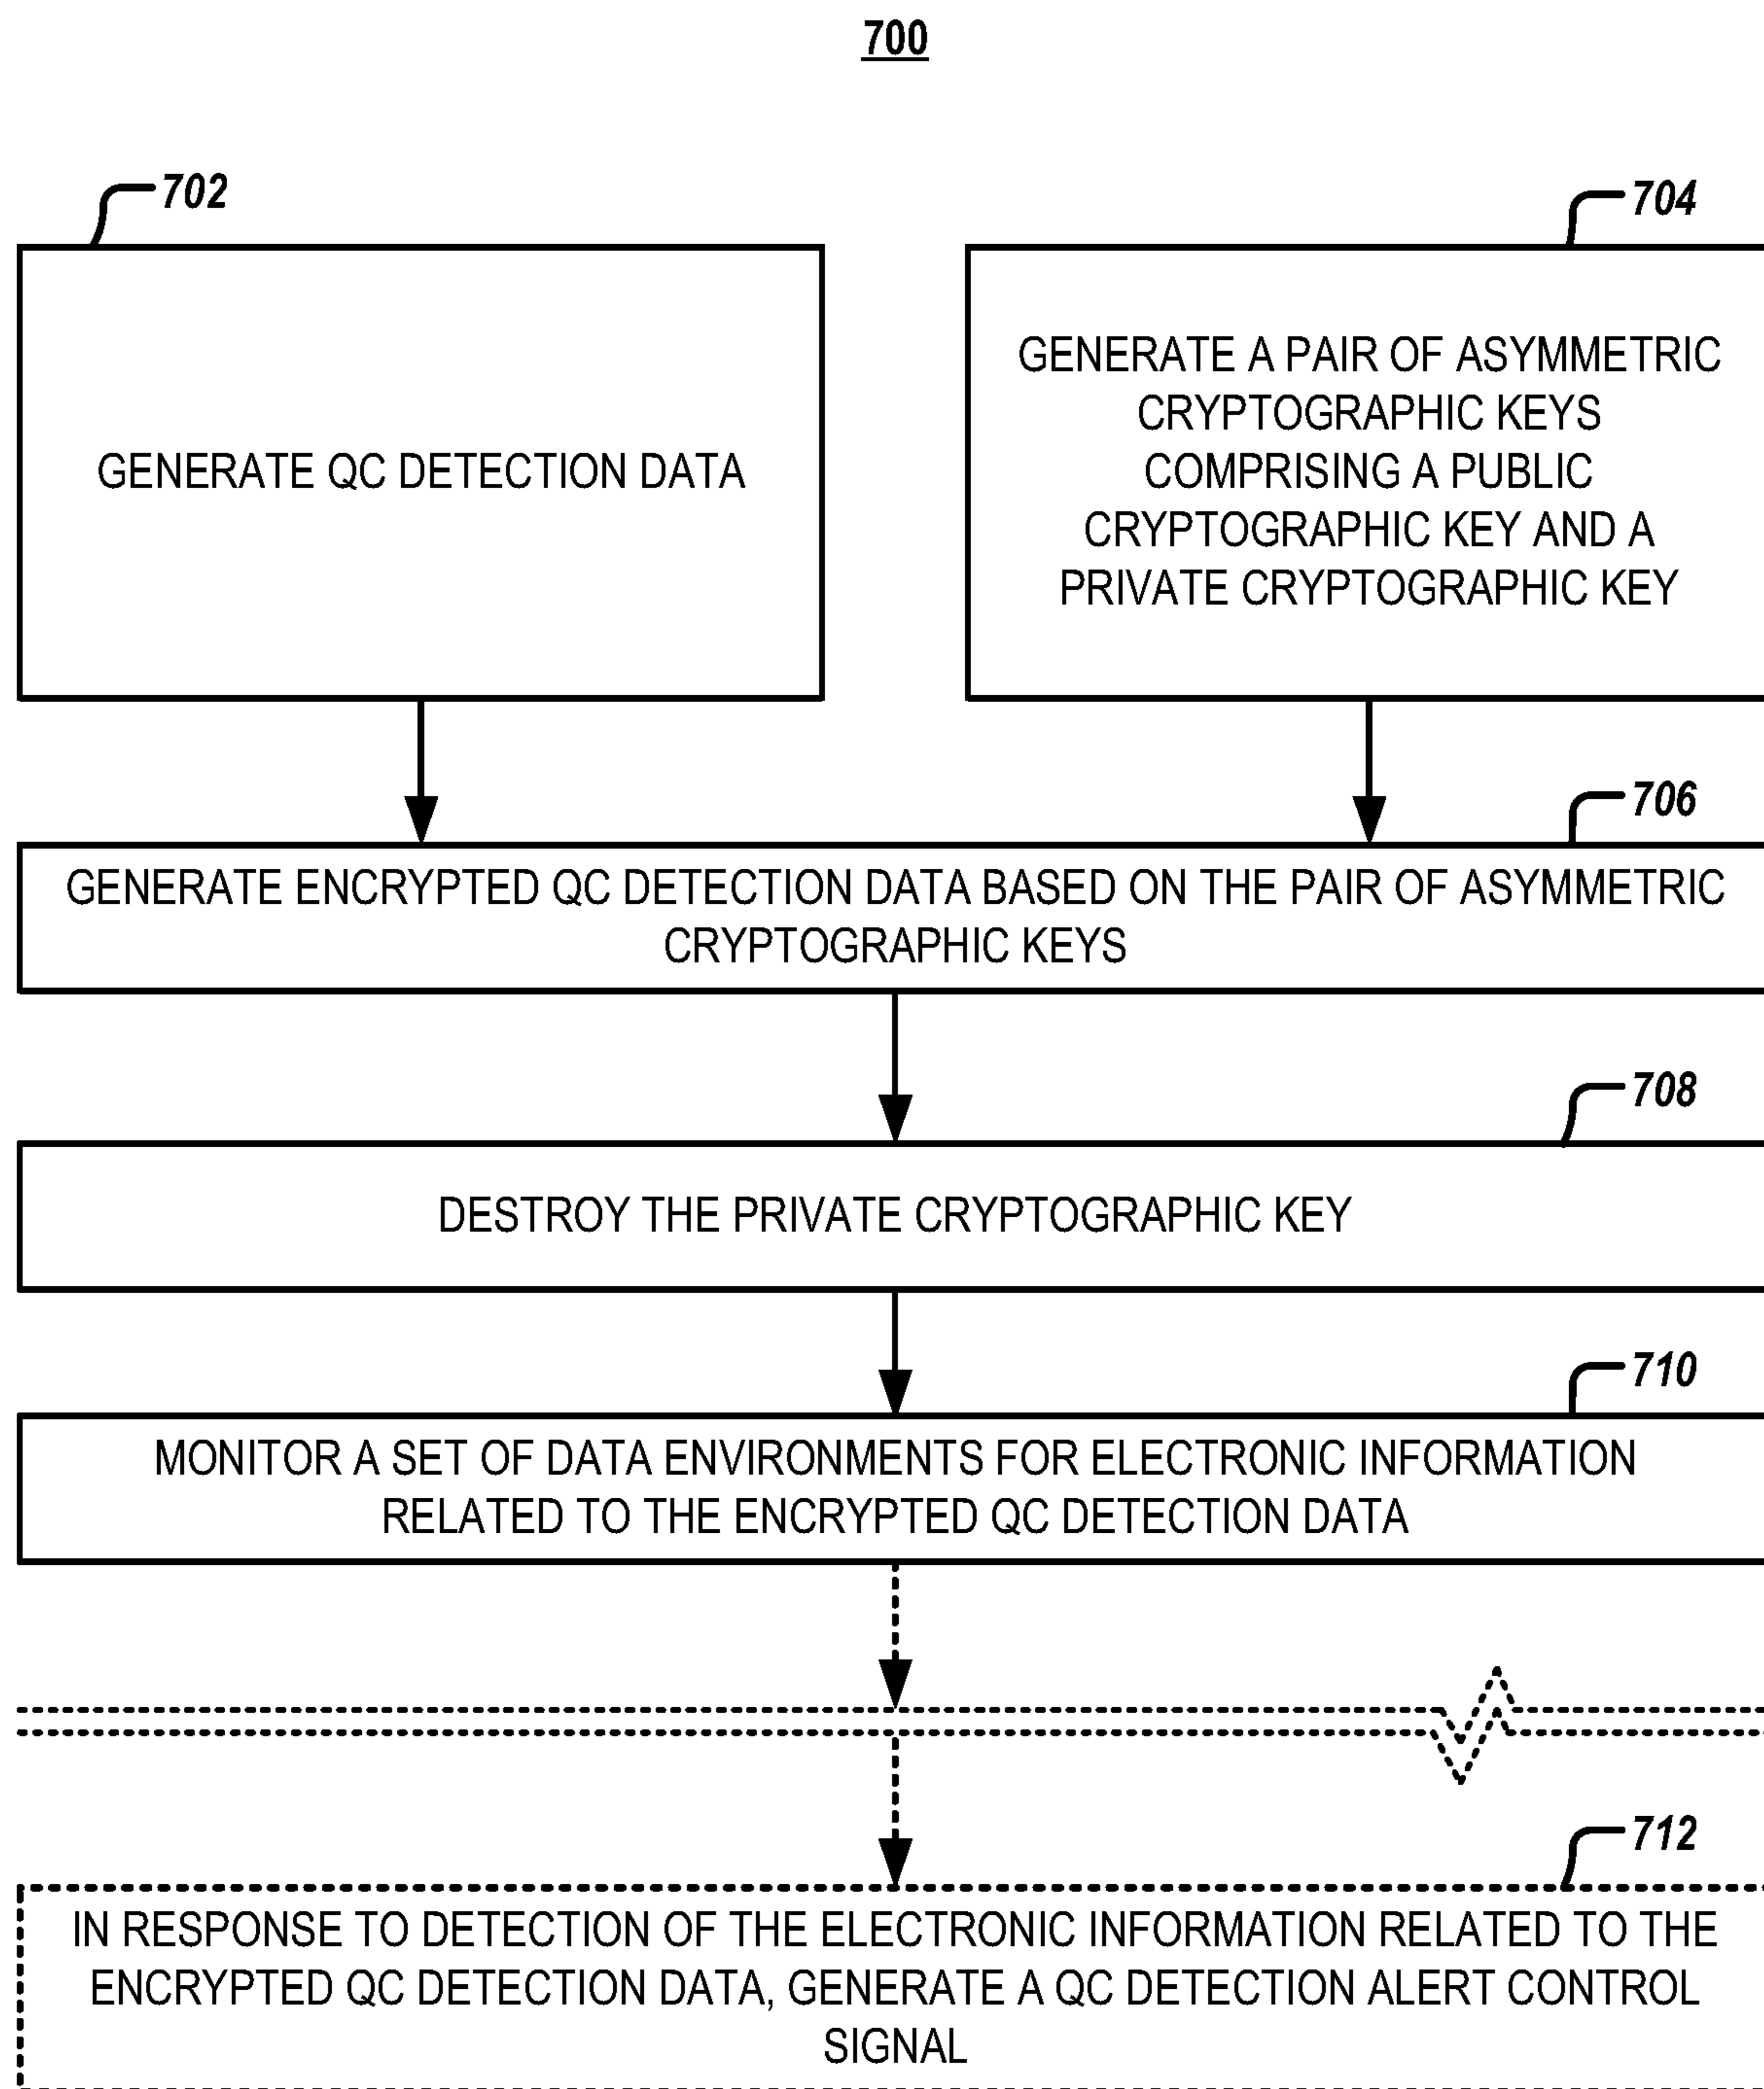 700
702
704
GENERATE QC DETECTION DATA
GENERATE A PAIR OF ASYMMETRIC
CRYPTOGRAPHIC KEYS
COMPRISING A PUBLIC
CRYPTOGRAPHIC KEY AND A
PRIVATE CRYPTOGRAPHIC KEY
706
GENERATE ENCRYPTED QC DETECTION DATA BASED ON THE PAIR OF ASYMMETRIC
CRYPTOGRAPHIC KEYS
708
DESTROY THE PRIVATE CRYPTOGRAPHIC KEY
710
MONITOR A SET OF DATA ENVIRONMENTS FOR ELECTRONIC INFORMATION
RELATED TO THE ENCRYPTED QC DETECTION DATA
712
IN RESPONSE TO DETECTION OF THE ELECTRONIC INFORMATION RELATED TO THE
ENCRYPTED QC DETECTION DATA, GENERATE A QC DETECTION ALERT CONTROL
SIGNAL